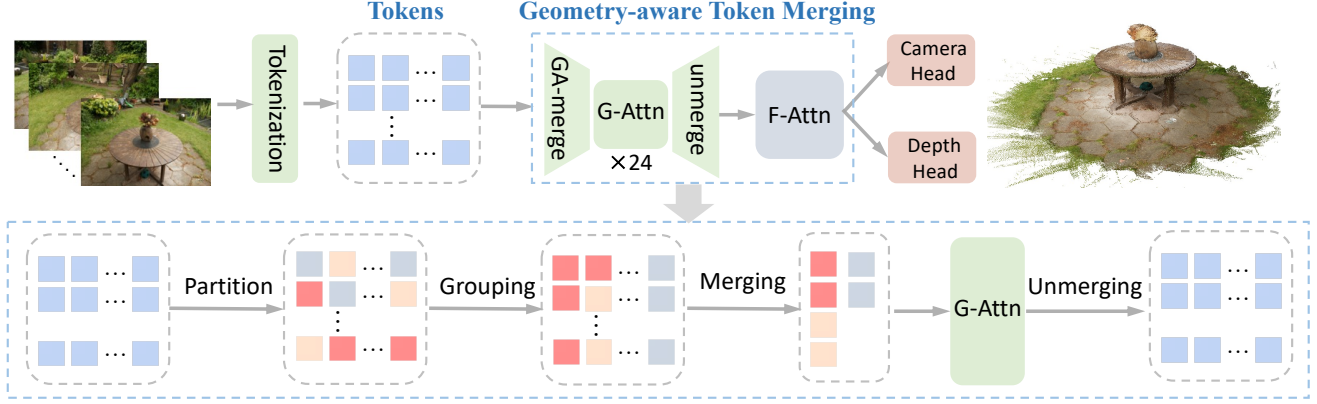 Tokens
Geometry-aware Token Merging
Tokenization
GA-merge
G-Attn
×24
unmerge
F-Attn
Camera
Head
Depth
Head
Partition
Grouping
Merging
G-Attn
Unmerging